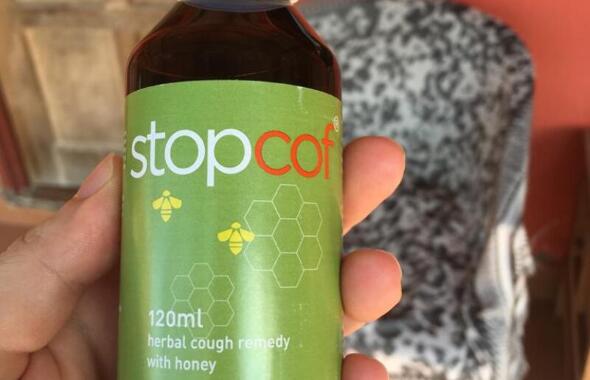 stopcof®
120ml
herbal cough remedy
with honey